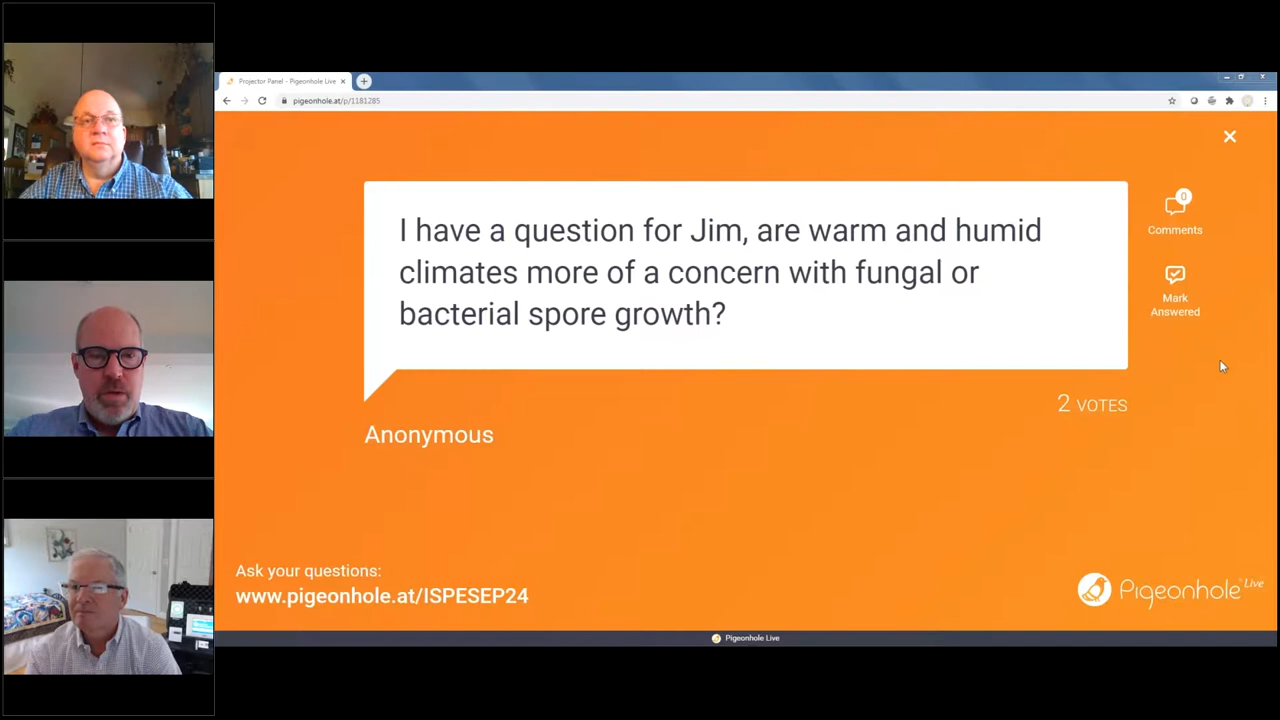 Projector Panel - Pigeonhole Live
pigeonhole.at/p/1181285
I have a question for Jim, are warm and humid
climates more of a concern with fungal or
bacterial spore growth?
0
Comments
Mark
Answered
2 VOTES
Anonymous
Ask your questions:
www.pigeonhole.at/ISPESEP24
Pigeonhole Live
Pigeonhole Live